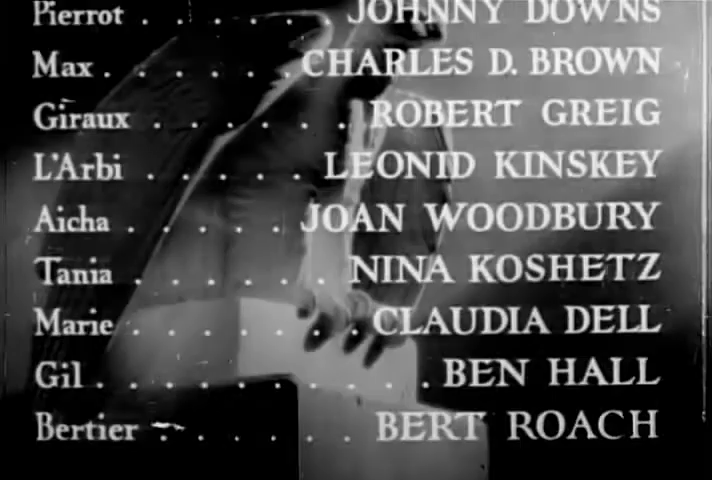 Pierrot . . . . . . JOHNNY DOWNS
Max . . . . . . CHARLES D. BROWN
Giraux . . . . . . ROBERT GREIG
L'Arbi . . . . . LEONID KINSKEY
Aicha . . . . . JOAN WOODBURY
Tania . . . . . . NINA KOSHETZ
Marie . . . . . . . CLAUDIA DELL
Gil . . . . . . . . . . BEN HALL
Bertier . . . . . . BERT ROACH